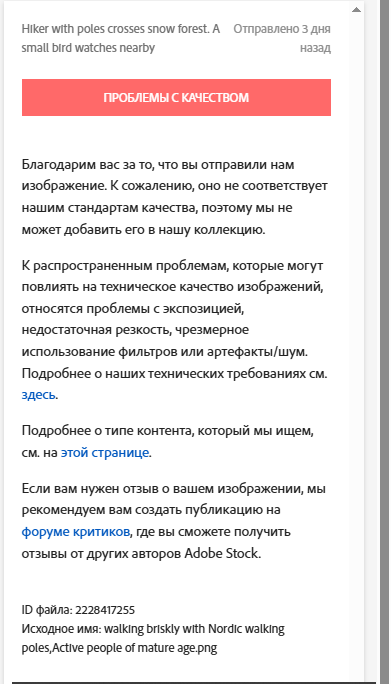 Hiker with poles crosses snow forest. A
small bird watches nearby
Отправлено 3 дня
назад
ПРОБЛЕМЫ С КАЧЕСТВОМ
Благодарим вас за то, что вы отправили нам
изображение. К сожалению, оно не соответствует
нашим стандартам качества, поэтому мы не
может добавить его в нашу коллекцию.
К распространенным проблемам, которые могут
повлиять на техническое качество изображений,
относятся проблемы с экспозицией,
недостаточная резкость, чрезмерное
использование фильтров или артефакты/шум.
Подробнее о наших технических требованиях см.
здесь.
Подробнее о типе контента, который мы ищем,
см. на этой странице.
Если вам нужен отзыв о вашем изображении, мы
рекомендуем вам создать публикацию на
форуме критиков, где вы сможете получить
отзывы от других авторов Adobe Stock.
ID файла: 2228417255
Исходное имя: walking briskly with Nordic walking
poles,Active people of mature age.png